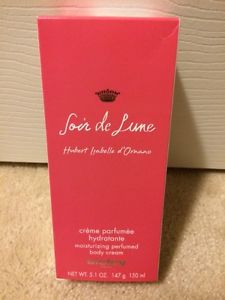 Soir de Lune
Hubert Isabelle d'Ornano
crème parfumée
hydratante
moisturizing perfumed
body cream
NET WT. 5.1 OZ. 147 g 150 ml